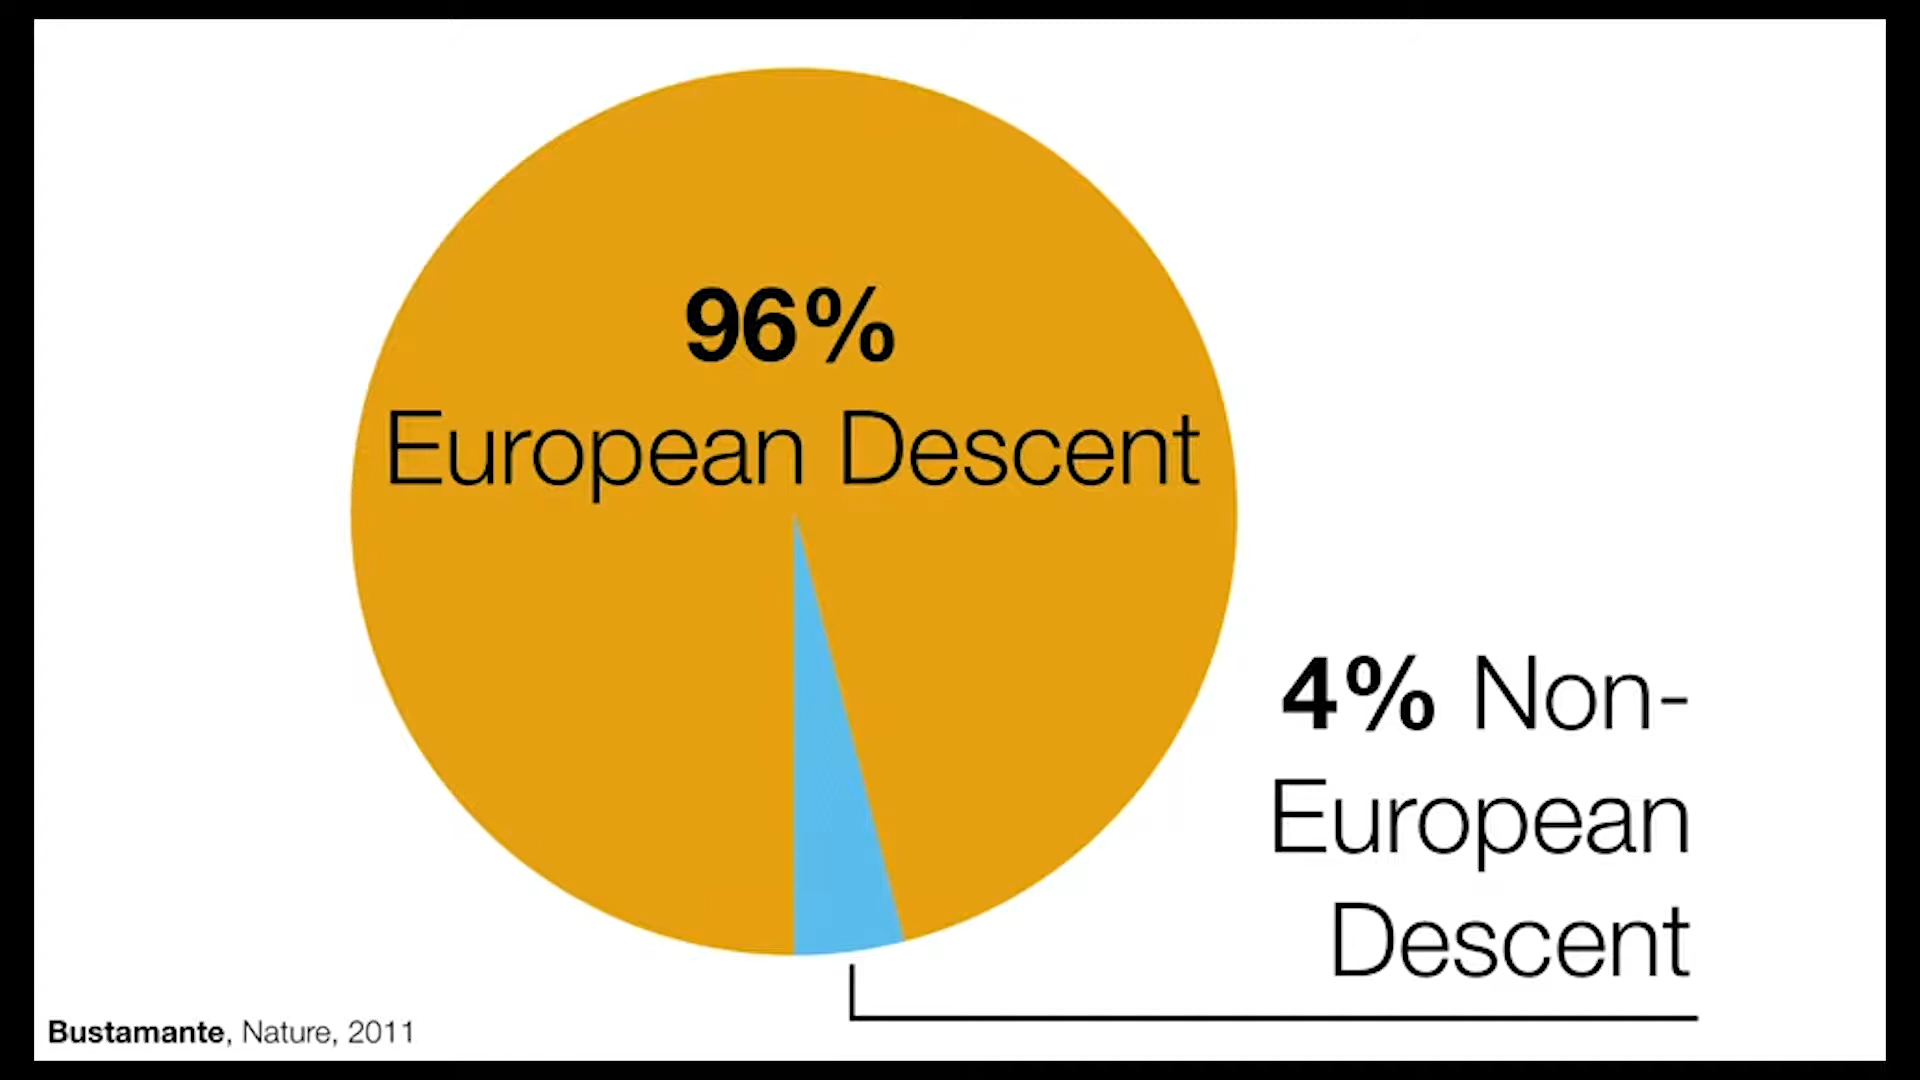 96%
European Descent
4% Non-
European
Descent
Bustamante, Nature, 2011